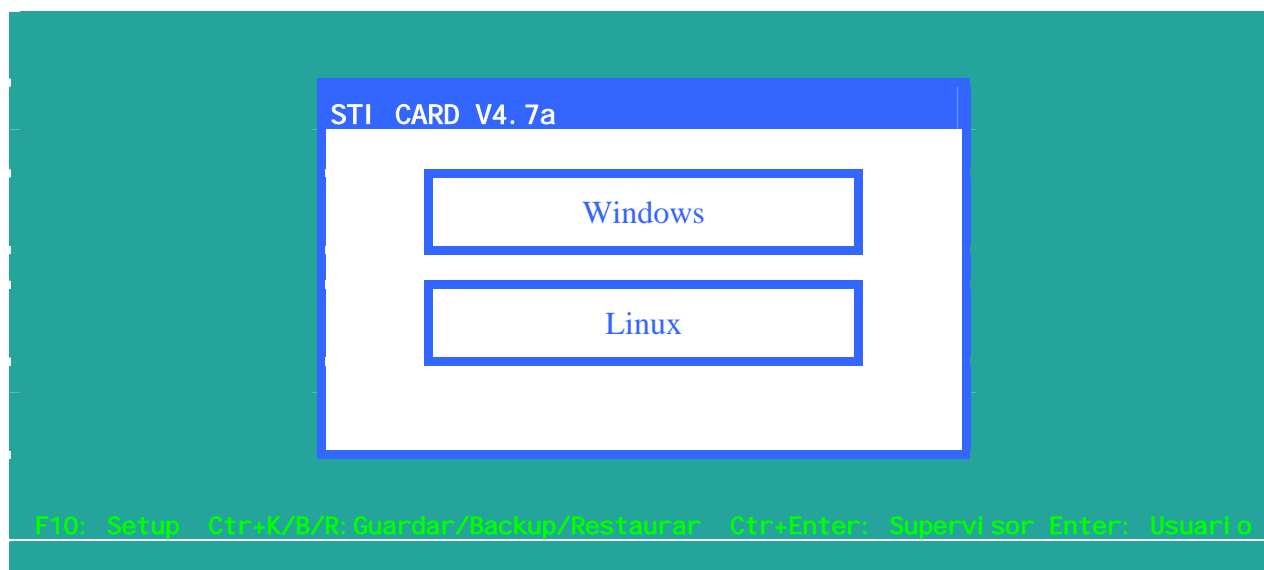 STI CARD V4.7a
Windows
Linux
F10: Setup Ctr+K/B/R:Guardar/Backup/Restaurar Ctr+Enter: Supervisor Enter: Usuario